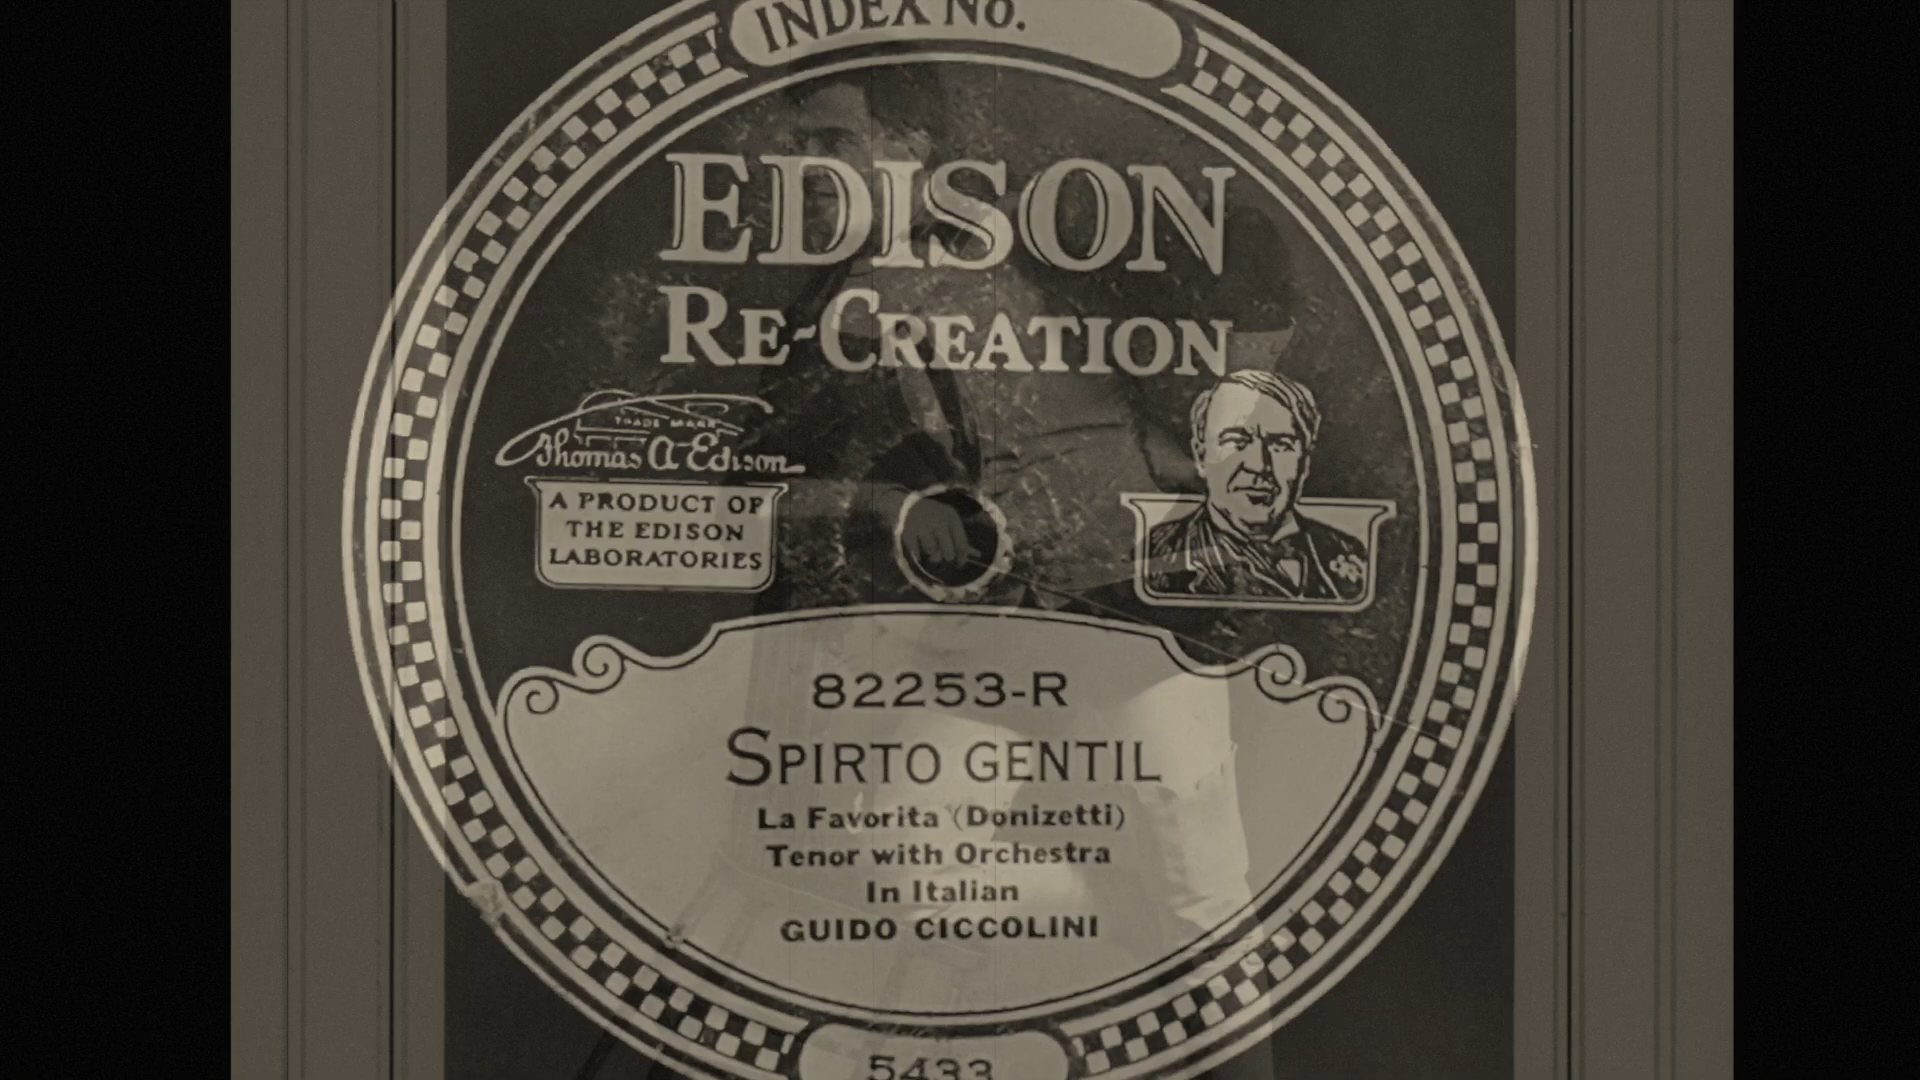 INDEX No.
EDISON
RE-CREATION
TRADE MARK
Thomas A Edison
A PRODUCT OF
THE EDISON
LABORATORIES
82253-R
SPIRTO GENTIL
La Favorita (Donizetti)
Tenor with Orchestra
In Italian
GUIDO CICCOLINI
5433